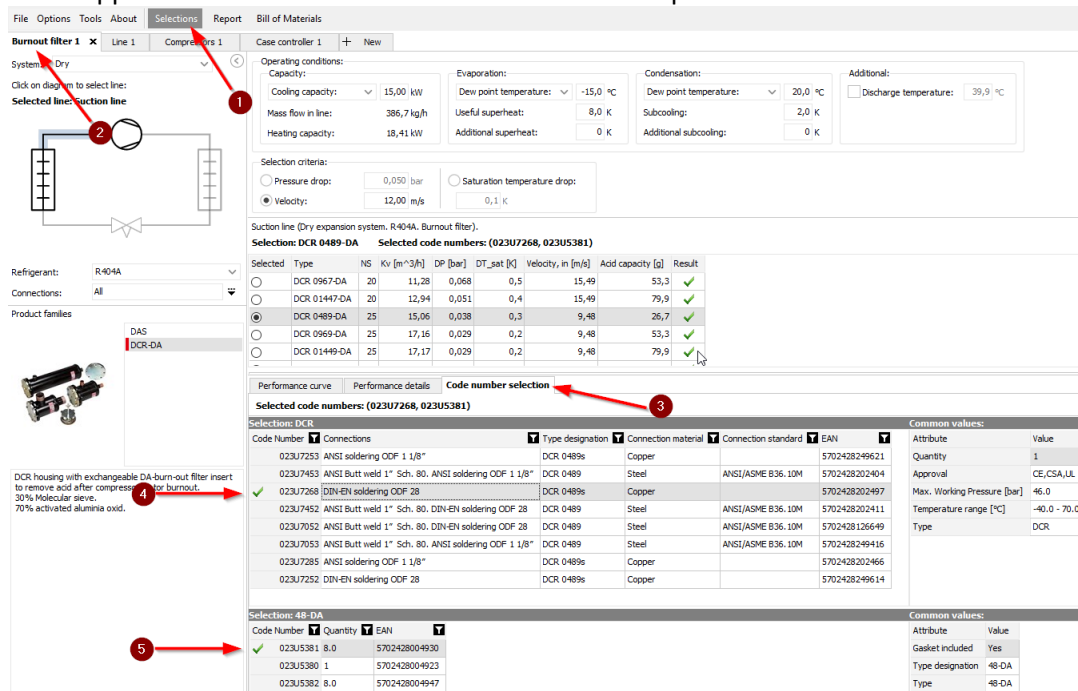 File Options Tools About Selections Report Bill of Materials
Burnout filter 1 × Line 1 Compressors 1 Case controller 1 + New
System: Dry
Click on diagram to select line:
Selected line: Suction line
1
2
Refrigerant: R404A
Connections: All
Product families
DAS
DCR-DA
DCR housing with exchangeable DA-burn-out filter insert
to remove acid after compressor motor burnout.
30% Molecular sieve.
70% activated aluminia oxid.
Operating conditions:
Capacity: Evaporation: Condensation: Additional:
Cooling capacity: 15,00 kW Dew point temperature: -15,0 °C Dew point temperature: 20,0 °C Discharge temperature: 39,9 °C
Mass flow in line: 386,7 kg/h Useful superheat: 8,0 K Subcooling: 2,0 K
Heating capacity: 18,41 kW Additional superheat: 0 K Additional subcooling: 0 K
Selection criteria:
Pressure drop: 0,050 bar Saturation temperature drop:
Velocity: 12,00 m/s 0,1 K
Suction line (Dry expansion system. R404A. Burnout filter).
Selection: DCR 0489-DA Selected code numbers: (023U7268, 023U5381)
Selected Type NS Kv [m^3/h] DP [bar] DT_sat [K] Velocity, in [m/s] Acid capacity [g] Result
DCR 0967-DA 20 11,28 0,068 0,5 15,49 53,3
DCR 01447-DA 20 12,94 0,051 0,4 15,49 79,9
DCR 0489-DA 25 15,06 0,038 0,3 9,48 26,7
DCR 0969-DA 25 17,16 0,029 0,2 9,48 53,3
DCR 01449-DA 25 17,17 0,029 0,2 9,48 79,9
Performance curve Performance details Code number selection
3
Selected code numbers: (023U7268, 023U5381)
Selection: DCR Common values:
Code Number Connections Type designation Connection material Connection standard EAN Attribute Value
023U7253 ANSI soldering ODF 1 1/8" DCR 0489s Copper 5702428249621 Quantity 1
023U7453 ANSI Butt weld 1" Sch. 80. ANSI soldering ODF 1 1/8" DCR 0489 Steel ANSI/ASME B36.10M 5702428202404 Approval CE,CSA,UL
4
023U7268 DIN-EN soldering ODF 28 DCR 0489s Copper 5702428202497 Max. Working Pressure [bar] 46.0
023U7452 ANSI Butt weld 1" Sch. 80. DIN-EN soldering ODF 28 DCR 0489 Steel ANSI/ASME B36.10M 5702428202411 Temperature range [°C] -40.0 - 70.0
023U7052 ANSI Butt weld 1" Sch. 80. DIN-EN soldering ODF 28 DCR 0489 Steel ANSI/ASME B36.10M 5702428126649 Type DCR
023U7053 ANSI Butt weld 1" Sch. 80. ANSI soldering ODF 1 1/8" DCR 0489 Steel ANSI/ASME B36.10M 5702428249416
023U7285 ANSI soldering ODF 1 1/8" DCR 0489s Copper 5702428202466
023U7252 DIN-EN soldering ODF 28 DCR 0489s Copper 5702428249614
Selection: 48-DA Common values:
Code Number Quantity EAN Attribute Value
5
023U5381 8.0 5702428004930 Gasket included Yes
023U5380 1 5702428004923 Type designation 48-DA
023U5382 8.0 5702428004947 Type 48-DA